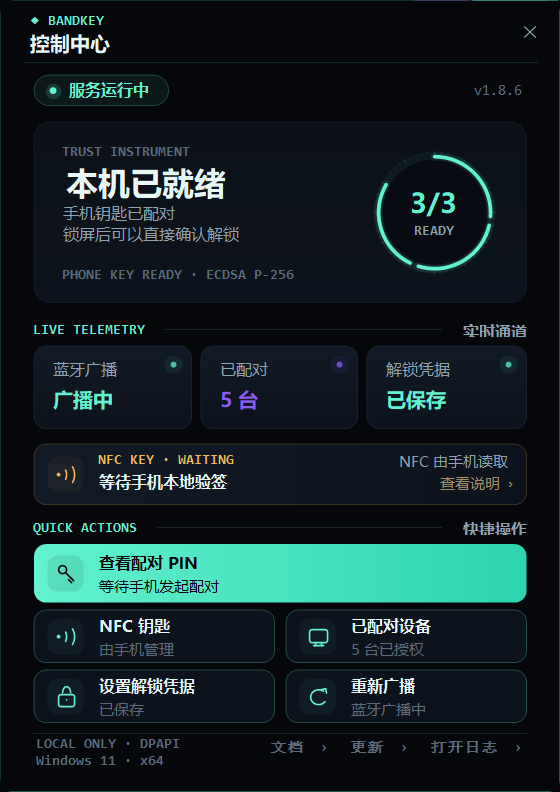 ◆ BANDKEY
控制中心
服务运行中
v1.8.6
TRUST INSTRUMENT
本机已就绪
手机钥匙已配对
锁屏后可以直接确认解锁
PHONE KEY READY · ECDSA P-256
3/3
READY
LIVE TELEMETRY
实时通道
蓝牙广播
广播中
已配对
5 台
解锁凭据
已保存
NFC KEY · WAITING
等待手机本地验签
NFC 由手机读取
查看说明 ›
QUICK ACTIONS
快捷操作
查看配对 PIN
等待手机发起配对
NFC 钥匙
由手机管理
已配对设备
5 台已授权
设置解锁凭据
已保存
重新广播
蓝牙广播中
LOCAL ONLY · DPAPI
Windows 11 · x64
文档 ›
更新 ›
打开日志 ›